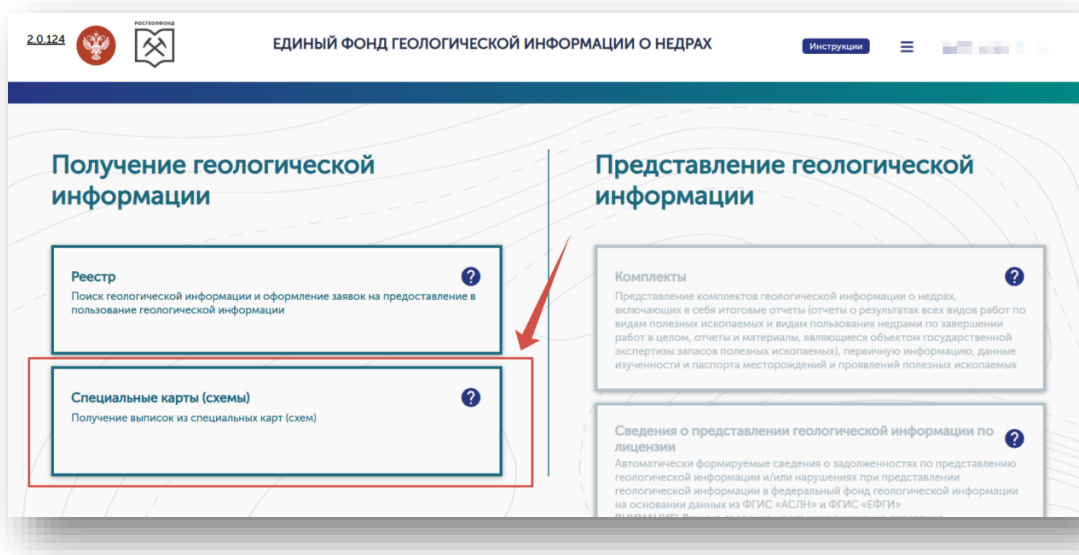 2.0.124
РОСГЕОЛФОНД
ЕДИНЫЙ ФОНД ГЕОЛОГИЧЕСКОЙ ИНФОРМАЦИИ О НЕДРАХ
Инструкции
Получение геологической
информации
Реестр
Поиск геологической информации и оформление заявок на предоставление в
пользование геологической информации
Специальные карты (схемы)
Получение выписок из специальных карт (схем)
Представление геологической
информации
Комплекты
Представление комплектов геологической информации о недрах,
включающих в себя итоговые отчеты (отчеты о результатах всех видов работ по
видам полезных ископаемых и видам пользования недрами по завершении
работ в целом, отчеты и материалы, являющиеся объектом государственной
экспертизы запасов полезных ископаемых), первичную информацию, данные
изученности и паспорта месторождений и проявлений полезных ископаемых
Сведения о представлении геологической информации по
лицензии
Автоматически формируемые сведения о задолженностях по представлению
геологической информации и/или нарушениях при представлении
геологической информации в федеральный фонд геологической информации
на основании данных из ФГИС «АСЛН» и ФГИС «ЕФГИ»